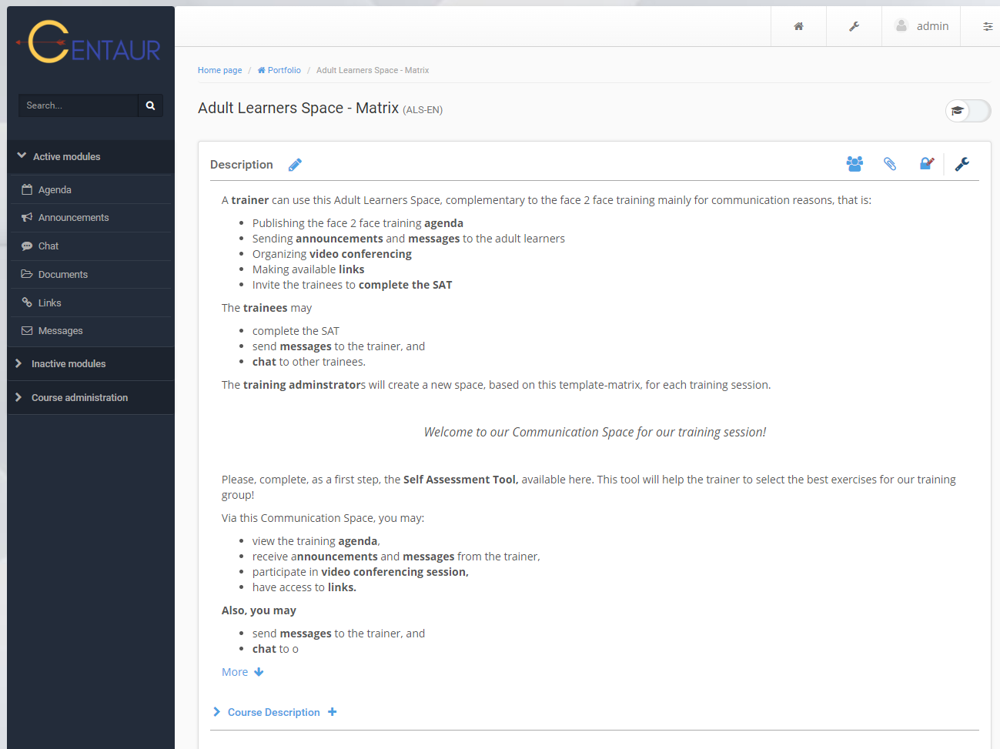 CENTAUR
admin
Home page / Portfolio / Adult Learners Space - Matrix
Search...
Adult Learners Space - Matrix (ALS-EN)
Active modules
Agenda
Announcements
Chat
Documents
Links
Messages
Inactive modules
Course administration
Description
A trainer can use this Adult Learners Space, complementary to the face 2 face training mainly for communication reasons, that is:
• Publishing the face 2 face training agenda
• Sending announcements and messages to the adult learners
• Organizing video conferencing
• Making available links
• Invite the trainees to complete the SAT
The trainees may
• complete the SAT
• send messages to the trainer, and
• chat to other trainees.
The training adminstrators will create a new space, based on this template-matrix, for each training session.
Welcome to our Communication Space for our training session!
Please, complete, as a first step, the Self Assessment Tool, available here. This tool will help the trainer to select the best exercises for our training
group!
Via this Communication Space, you may:
• view the training agenda,
• receive announcements and messages from the trainer,
• participate in video conferencing session,
• have access to links.
Also, you may
• send messages to the trainer, and
• chat to o
More
Course Description